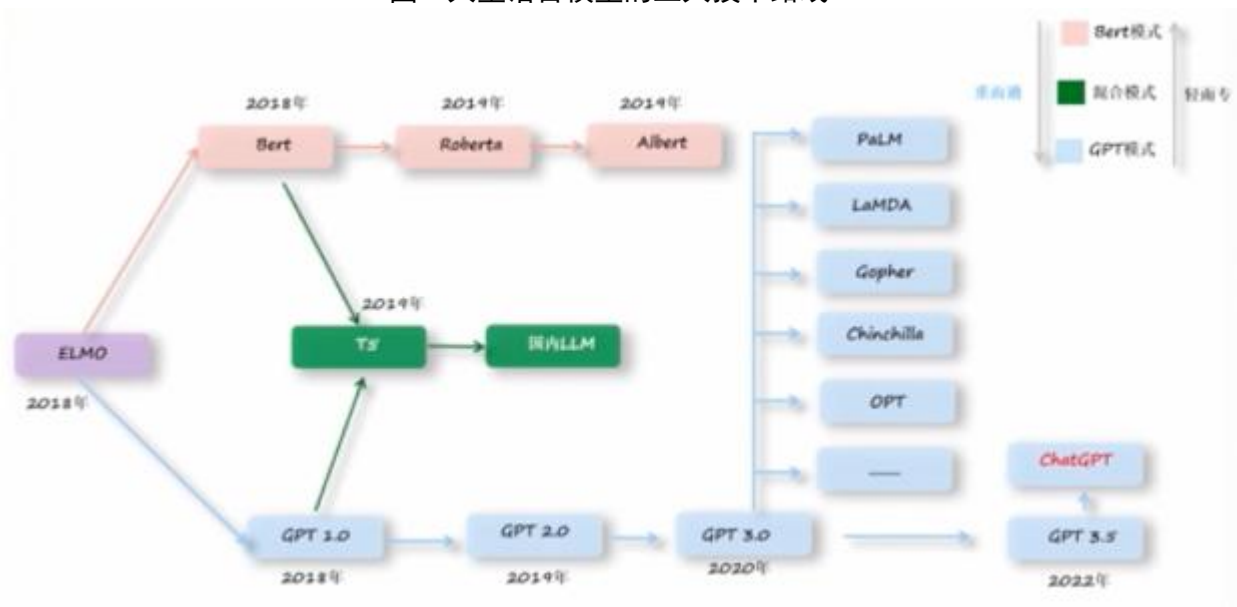 Bert模式
混合模式
轻而专
GPT模式
2018年
2019年
2019年
Bert
Roberta
Albert
PaLM
LaMDA
Gopher
2019年
T5
国内LLM
Chinchilla
ELMO
2018年
OPT
ChatGPT
GPT 1.0
GPT 2.0
GPT 3.0
GPT 3.5
2018年
2019年
2020年
2022年